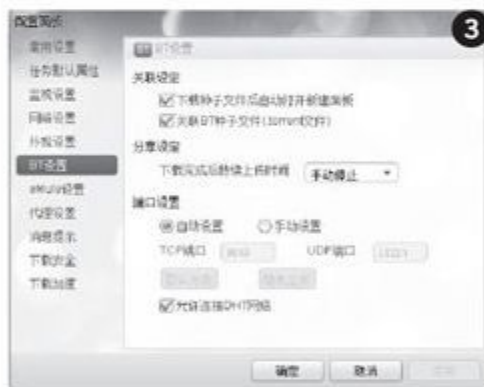 配置面板
3
常用设置
任务默认属性
监视设置
网络设置
外观设置
BT设置
eMule设置
代理设置
消息提示
下载安全
下载加速
BT设置
关联设定
下载种子文件后自动打开新建面板
关联BT种子文件(.torrent文件)
分享设定
下载完成后持续上传时间 手动停止
端口设置
自动设置 手动设置
TCP端口 UDP端口
允许连接DHT网络
确定 取消